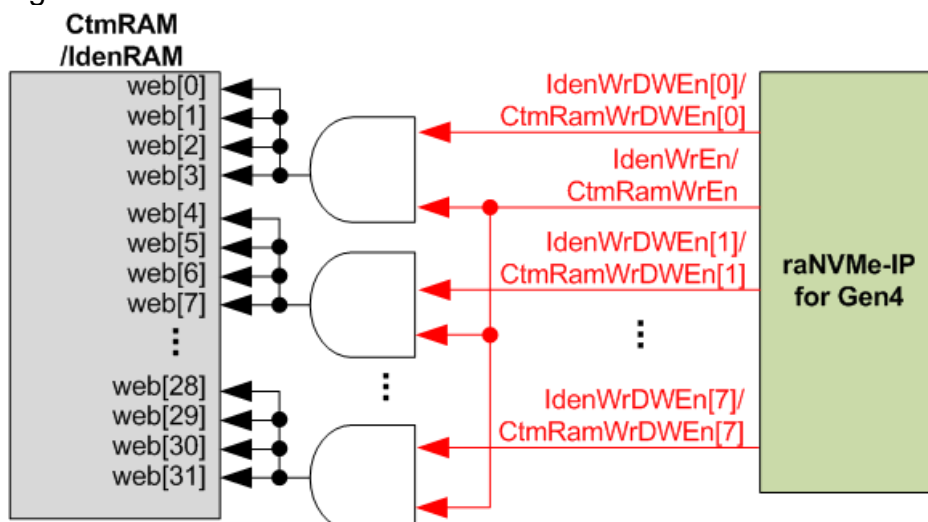 CtmRAM
/IdenRAM
web[0]
web[1]
web[2]
web[3]
web[4]
web[5]
web[6]
web[7]
web[28]
web[29]
web[30]
web[31]
IdenWrDWEn[0]/
CtmRamWrDWEn[0]
IdenWrEn/
CtmRamWrEn
IdenWrDWEn[1]/
CtmRamWrDWEn[1]
IdenWrDWEn[7]/
CtmRamWrDWEn[7]
raNVMe-IP
for Gen4